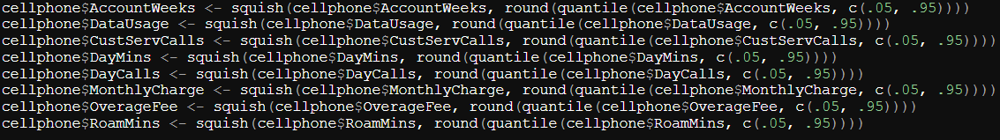 cellphone$AccountWeeks <- squish(cellphone$AccountWeeks, round(quantile(cellphone$AccountWeeks, c(.05, .95))))
cellphone$DataUsage <- squish(cellphone$DataUsage, round(quantile(cellphone$DataUsage, c(.05, .95))))
cellphone$CustServCalls <- squish(cellphone$CustServCalls, round(quantile(cellphone$CustServCalls, c(.05, .95))))
cellphone$DayMins <- squish(cellphone$DayMins, round(quantile(cellphone$DayMins, c(.05, .95))))
cellphone$DayCalls <- squish(cellphone$DayCalls, round(quantile(cellphone$DayCalls, c(.05, .95))))
cellphone$MonthlyCharge <- squish(cellphone$MonthlyCharge, round(quantile(cellphone$MonthlyCharge, c(.05, .95))))
cellphone$OverageFee <- squish(cellphone$OverageFee, round(quantile(cellphone$OverageFee, c(.05, .95))))
cellphone$RoamMins <- squish(cellphone$RoamMins, round(quantile(cellphone$RoamMins, c(.05, .95))))